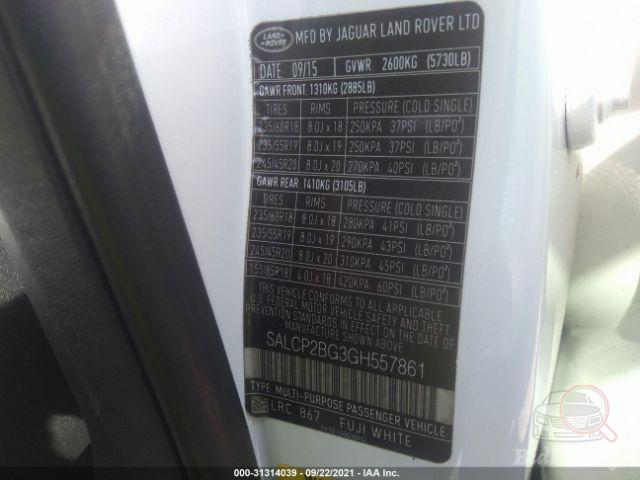 LAND ROVER
MFD BY JAGUAR LAND ROVER LTD
DATE: 09/15 GVWR 2600KG (5730LB)
GAWR FRONT 1310KG (2885LB)
TIRES RIMS PRESSURE (COLD SINGLE)
235/60R18 8.0J x 18 250KPA 37PSI (LB/PO²)
235/55R19 8.0J x 19 250KPA 37PSI (LB/PO²)
245/45R20 8.0J x 20 270KPA 40PSI (LB/PO²)
GAWR REAR 1410KG (3105LB)
TIRES RIMS PRESSURE (COLD SINGLE)
235/60R18 8.0J x 18 280KPA 41PSI (LB/PO²)
235/55R19 8.0J x 19 290KPA 43PSI (LB/PO²)
245/45R20 8.0J x 20 310KPA 45PSI (LB/PO²)
155/85R18 4.0J x 18 420KPA 60PSI (LB/PO²)
THIS VEHICLE CONFORMS TO ALL APPLICABLE
U.S FEDERAL MOTOR VEHICLE SAFETY AND THEFT
PREVENTION STANDARDS IN EFFECT ON THE DATE OF
MANUFACTURE SHOWN ABOVE
SALCP2BG3GH557861
TYPE: MULTI-PURPOSE PASSENGER VEHICLE
LRC 867 FUJI WHITE
000-31314039 - 09/22/2021 - IAA Inc.